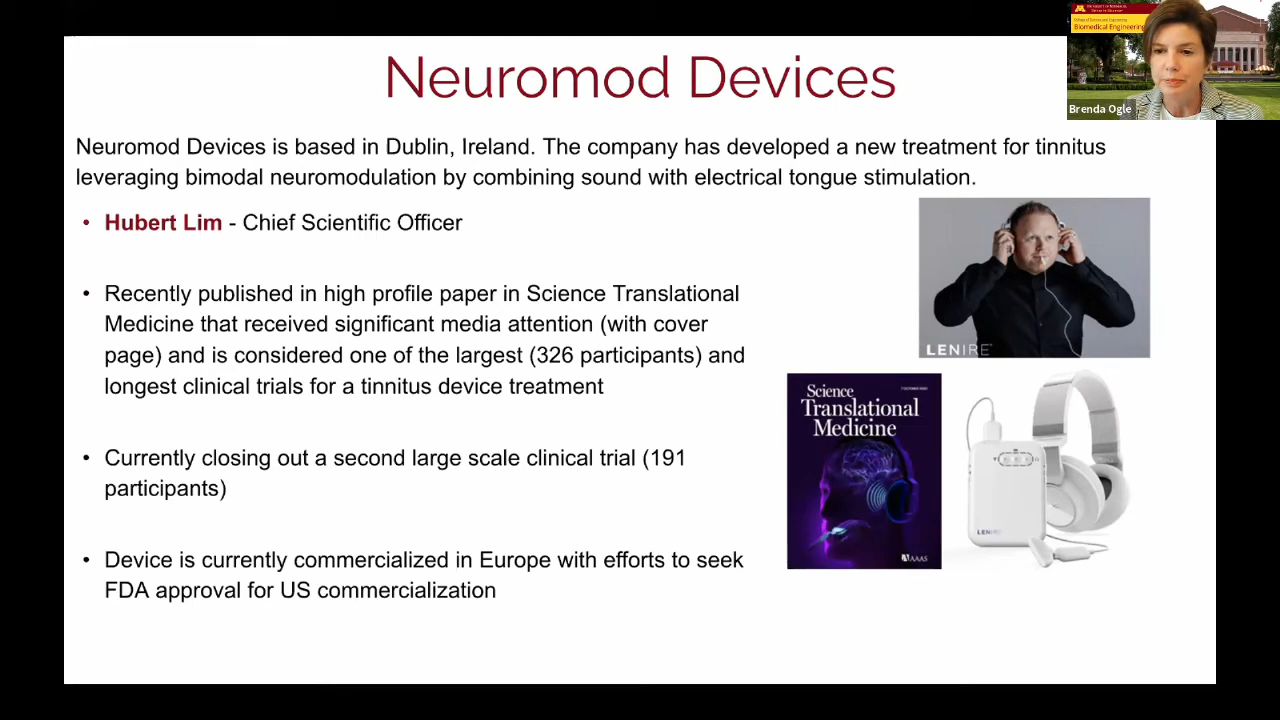 Neuromod Devices
Biomedical Engineering
Brenda Ogle
Neuromod Devices is based in Dublin, Ireland. The company has developed a new treatment for tinnitus
leveraging bimodal neuromodulation by combining sound with electrical tongue stimulation.
• Hubert Lim - Chief Scientific Officer
• Recently published in high profile paper in Science Translational
Medicine that received significant media attention (with cover
page) and is considered one of the largest (326 participants) and
longest clinical trials for a tinnitus device treatment
• Currently closing out a second large scale clinical trial (191
participants)
• Device is currently commercialized in Europe with efforts to seek
FDA approval for US commercialization
LENIRE
Science
Translational
Medicine
AAAS
LENIRE